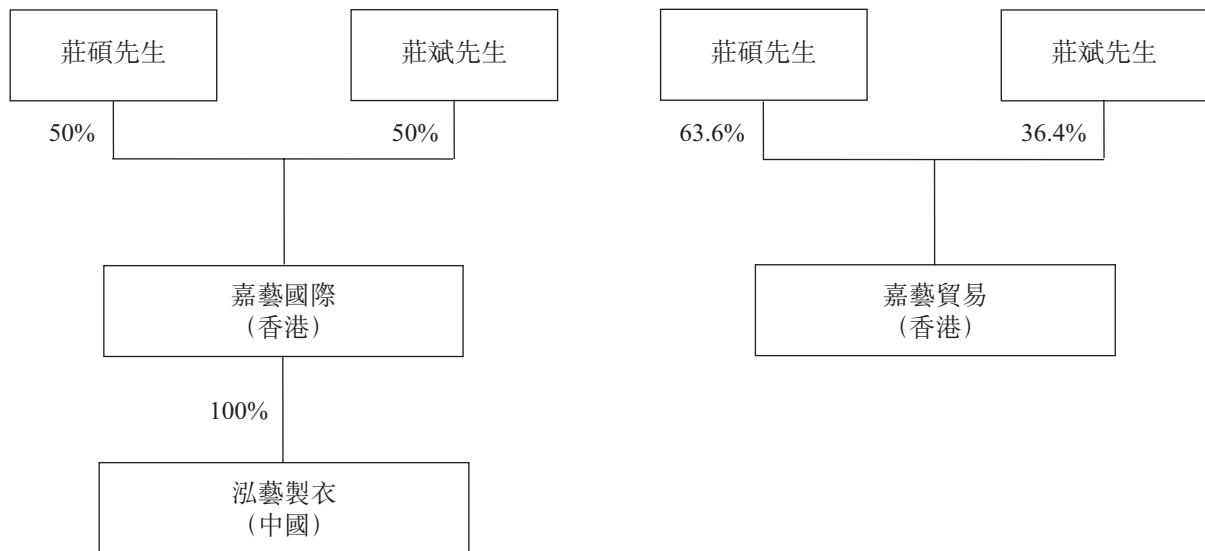 莊碩先生
莊斌先生
50%
50%
嘉藝國際
（香港）
100%
泓藝製衣
（中國）
莊碩先生
莊斌先生
63.6%
36.4%
嘉藝貿易
（香港）